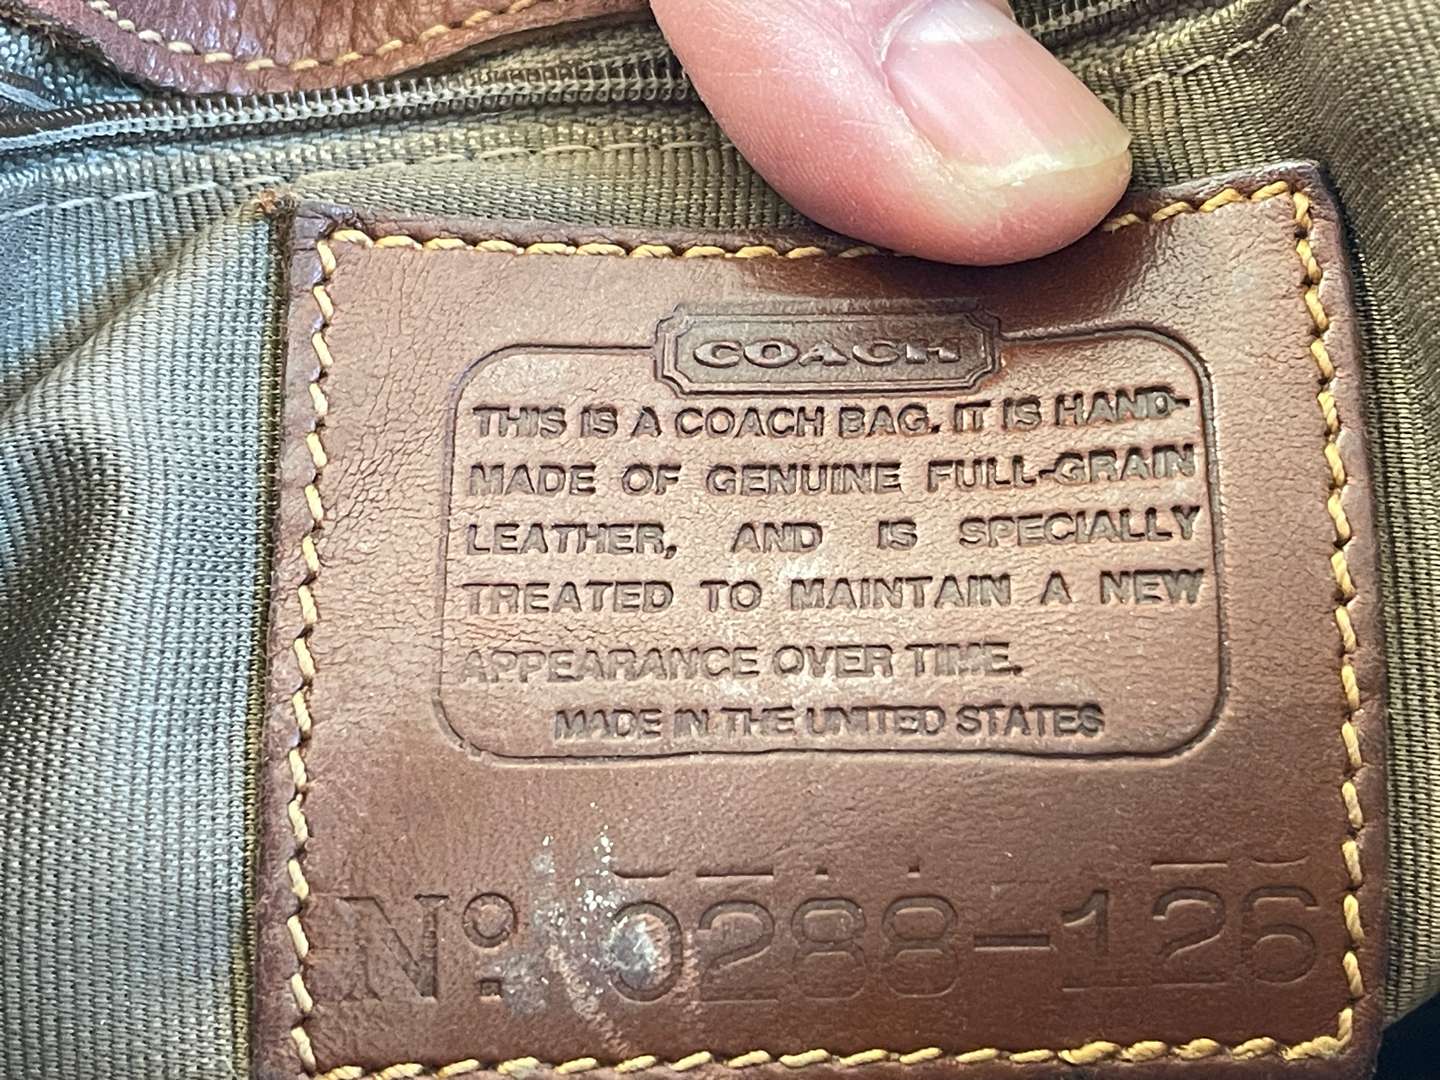 COACH
THIS IS A COACH BAG. IT IS HAND-
MADE OF GENUINE FULL-GRAIN
LEATHER, AND IS SPECIALLY
TREATED TO MAINTAIN A NEW
APPEARANCE OVER TIME.
MADE IN THE UNITED STATES
No. 0288-126